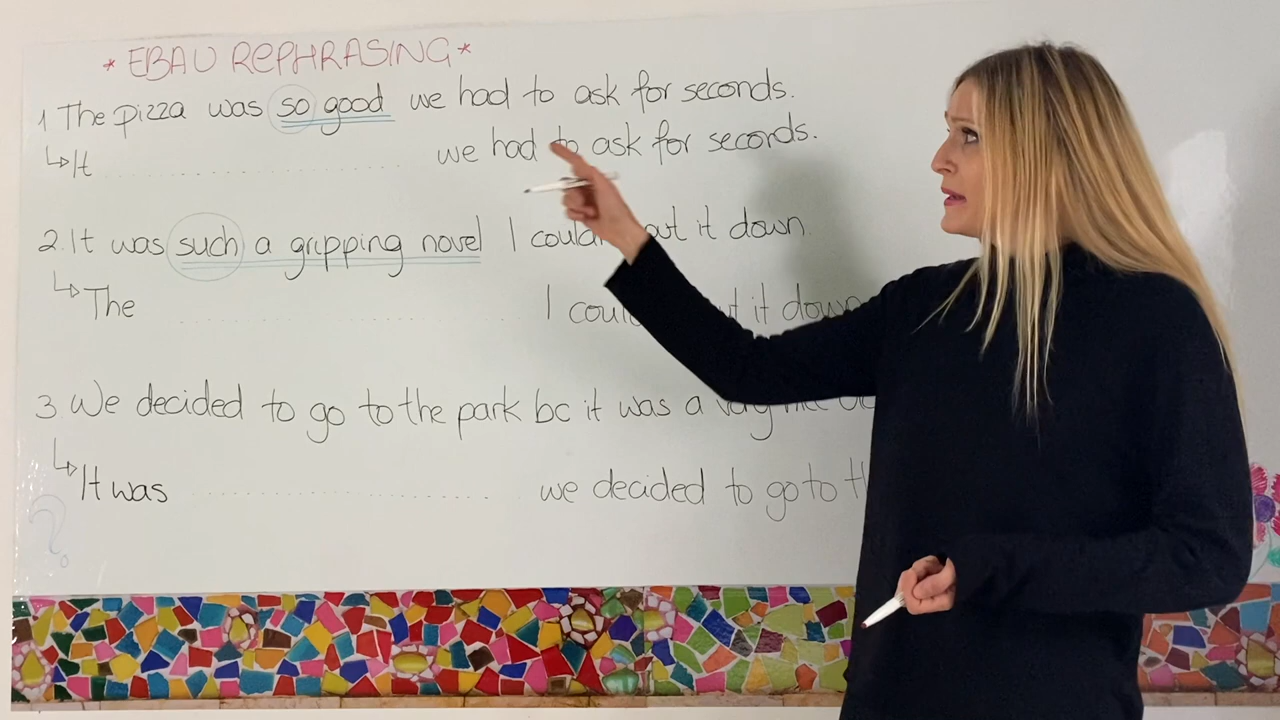 * EBAU REPHRASING *
1 The pizza was so good we had to ask for seconds.
↳ It .......... we had to ask for seconds.
2. It was such a gripping novel I it down.
↳ The .......... I it down
3 We decided to go to the park bc it was a
↳ It was .......... we decided to go to
?